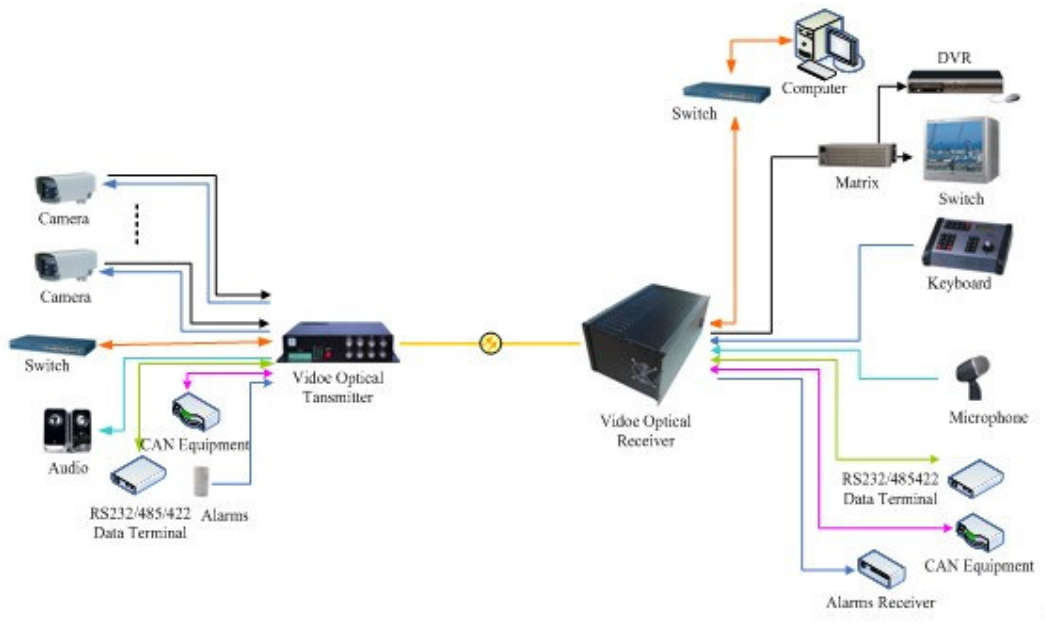 Computer
DVR
Switch
Matrix
Switch
Camera
Camera
Keyboard
Switch
Vidoe Optical
Tansmitter
Vidoe Optical
Receiver
Microphone
Audio
CAN Equipment
RS232/485/422
Data Terminal
Alarms
RS232/485422
Data Terminal
CAN Equipment
Alarms Receiver